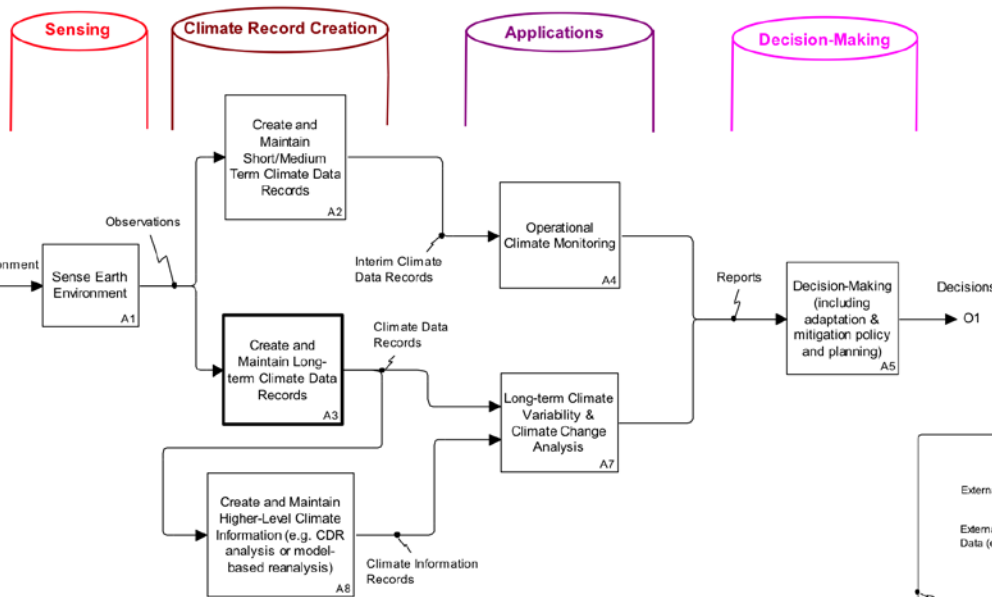 Sensing
Climate Record Creation
Applications
Decision-Making
Create and
Maintain
Short/Medium
Term Climate Data
Records
A2
Observations
Sense Earth
Environment
A1
Interim Climate
Data Records
Operational
Climate Monitoring
A4
Reports
Decision-Making
(including
adaptation &
mitigation policy
and planning)
A5
Decisions
O1
Create and
Maintain Long-
term Climate Data
Records
A3
Climate Data
Records
Long-term Climate
Variability &
Climate Change
Analysis
A7
Create and Maintain
Higher-Level Climate
Information (e.g. CDR
analysis or model-
based reanalysis)
A8
Climate Information
Records
Data (e